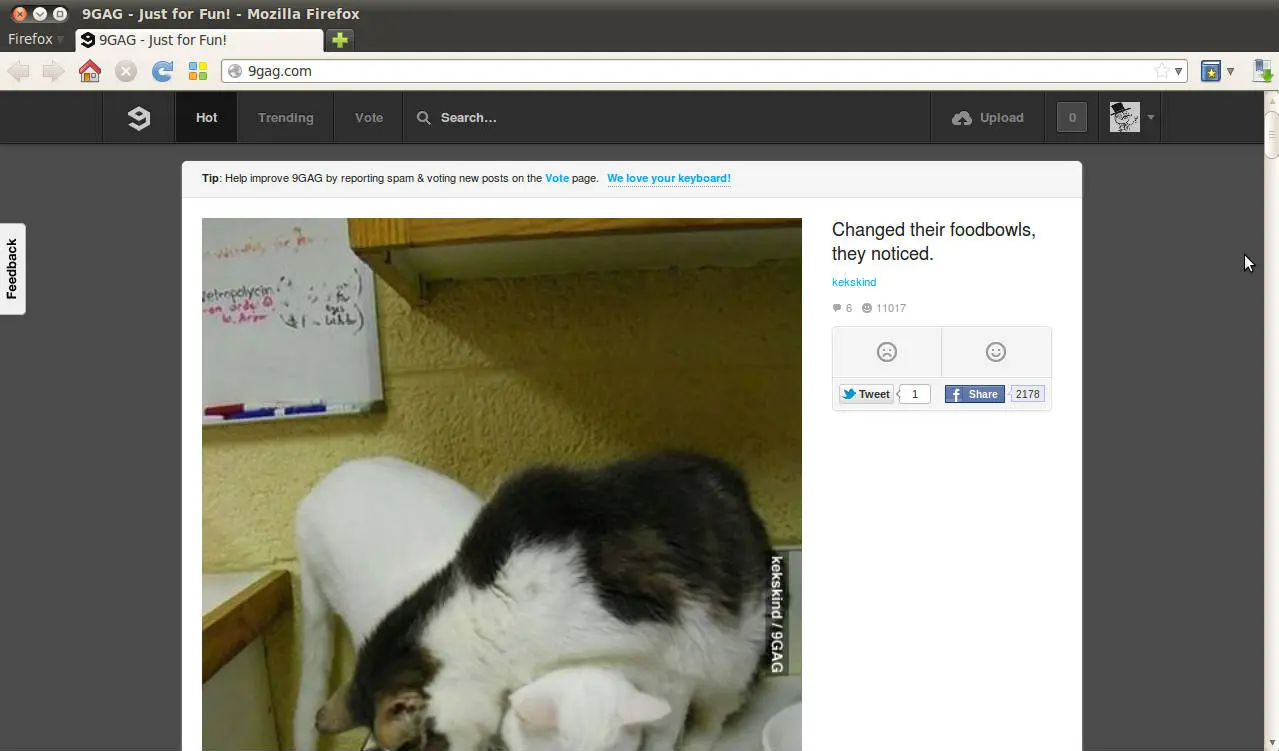 9GAG - Just for Fun! - Mozilla Firefox
Firefox
9GAG - Just for Fun!
9gag.com
Hot
Trending
Vote
Search...
Upload
0
Tip: Help improve 9GAG by reporting spam & voting new posts on the Vote page. We love your keyboard!
Feedback
Changed their foodbowls,
they noticed.
kekskind
6 11017
Tweet 1 Share 2178
kekskind / 9GAG